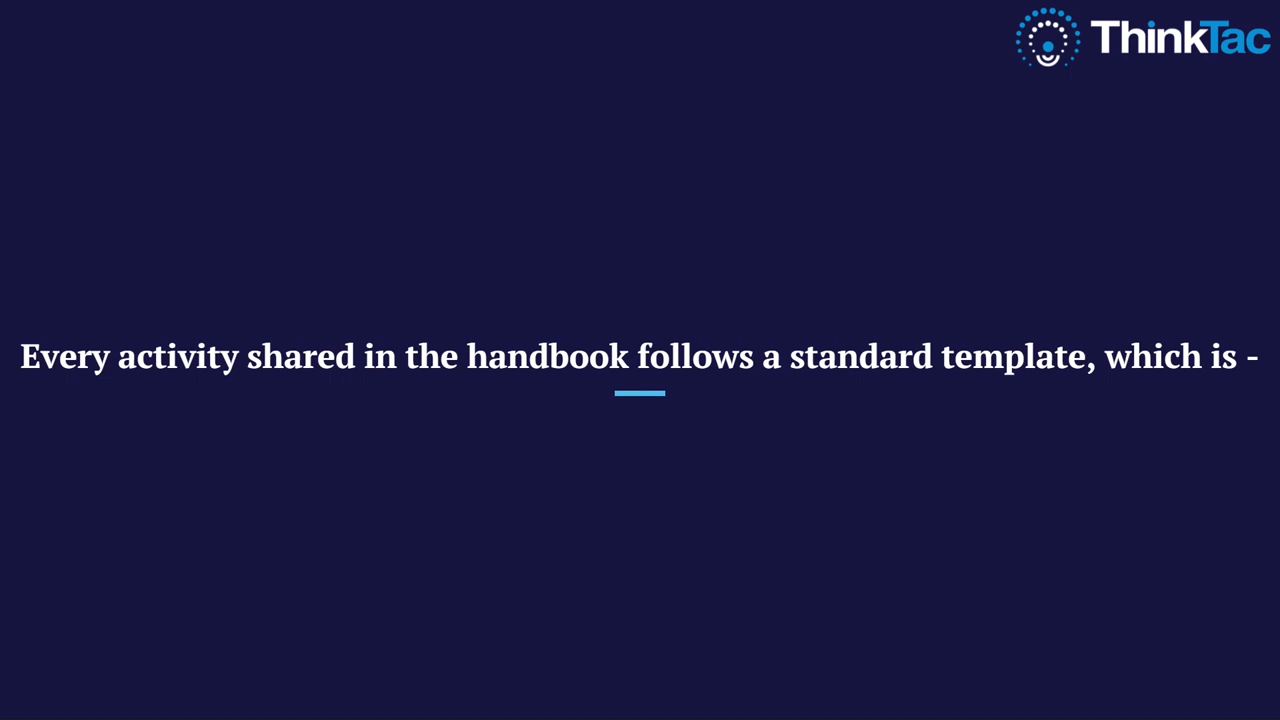 ThinkTac
Every activity shared in the handbook follows a standard template, which is -